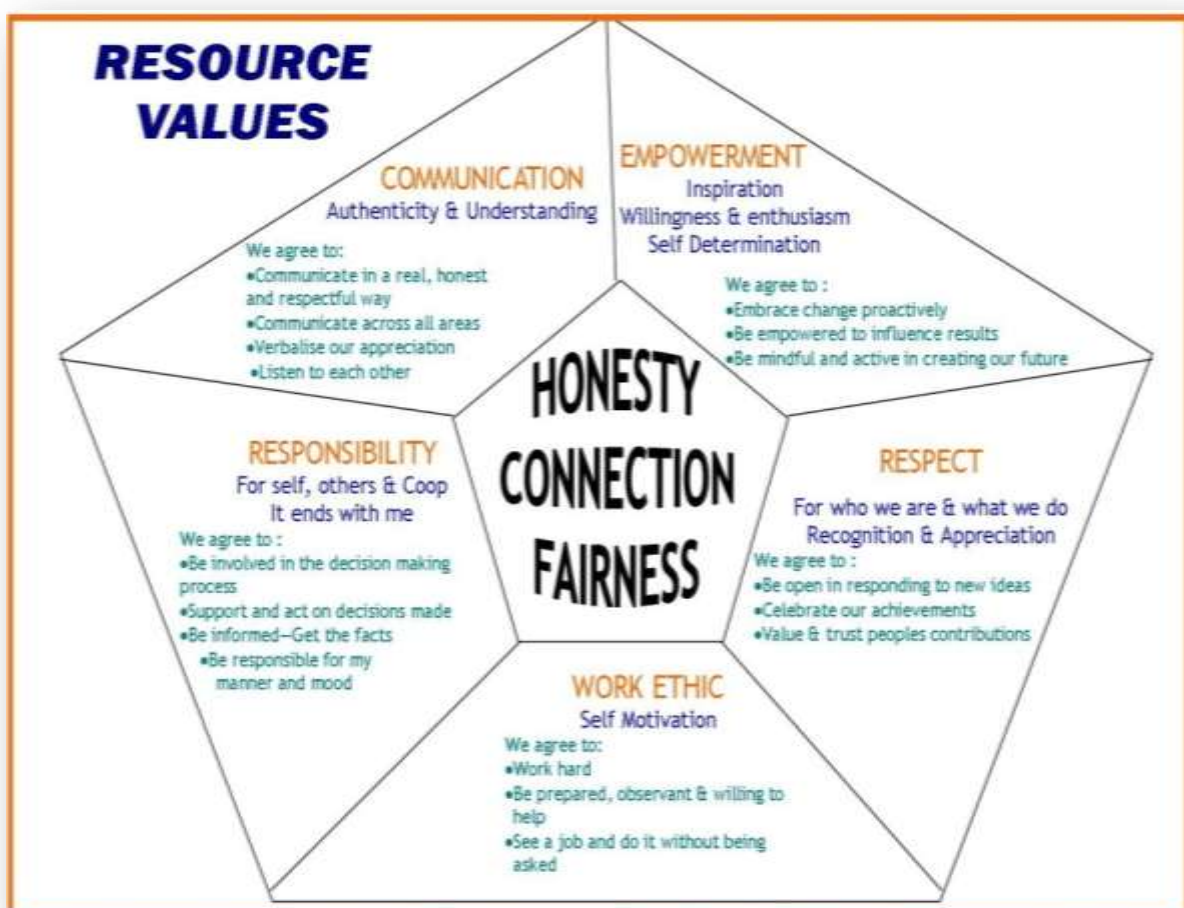 RESOURCE
VALUES
COMMUNICATION
Authenticity & Understanding
We agree to:
•Communicate in a real, honest
and respectful way
•Communicate across all areas
•Verbalise our appreciation
•Listen to each other
EMPOWERMENT
Inspiration
Willingness & enthusiasm
Self Determination
We agree to :
•Embrace change proactively
•Be empowered to influence results
•Be mindful and active in creating our future
HONESTY
CONNECTION
FAIRNESS
RESPONSIBILITY
For self, others & Coop
It ends with me
We agree to :
•Be involved in the decision making
process
•Support and act on decisions made
•Be informed—Get the facts
•Be responsible for my
manner and mood
RESPECT
For who we are & what we do
Recognition & Appreciation
We agree to :
•Be open in responding to new ideas
•Celebrate our achievements
•Value & trust peoples contributions
WORK ETHIC
Self Motivation
We agree to:
•Work hard
•Be prepared, observant & willing to
help
•See a job and do it without being
asked